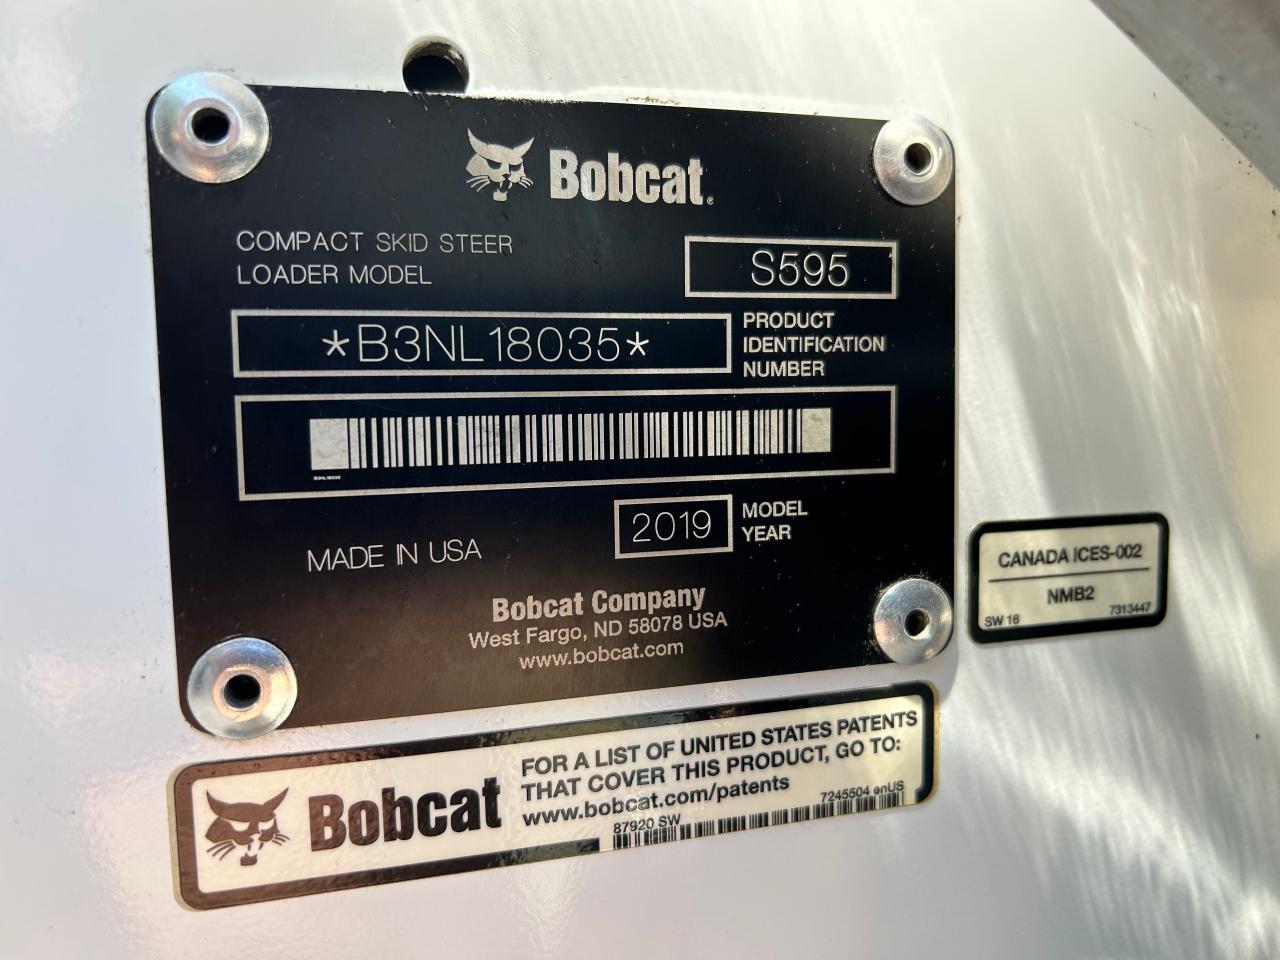 Bobcat®
COMPACT SKID STEER
LOADER MODEL
S595
*B3NL18035*
PRODUCT
IDENTIFICATION
NUMBER
B3NL18035
2019
MODEL
YEAR
MADE IN USA
Bobcat Company
West Fargo, ND 58078 USA
www.bobcat.com
CANADA ICES-002
NMB2
SW 16
7313447
Bobcat
FOR A LIST OF UNITED STATES PATENTS
THAT COVER THIS PRODUCT, GO TO:
www.bobcat.com/patents
7245504 enUS
87920 SW